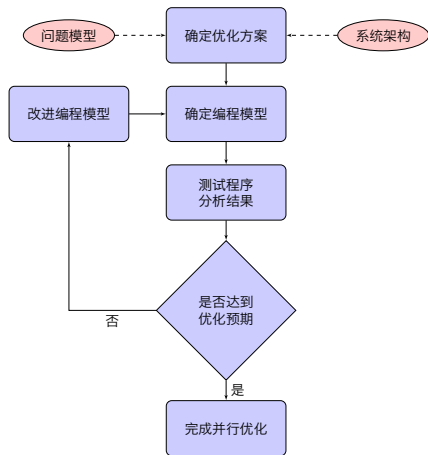 问题模型
确定优化方案
系统架构
改进编程模型
确定编程模型
测试程序
分析结果
是否达到
优化预期
否
是
完成并行优化